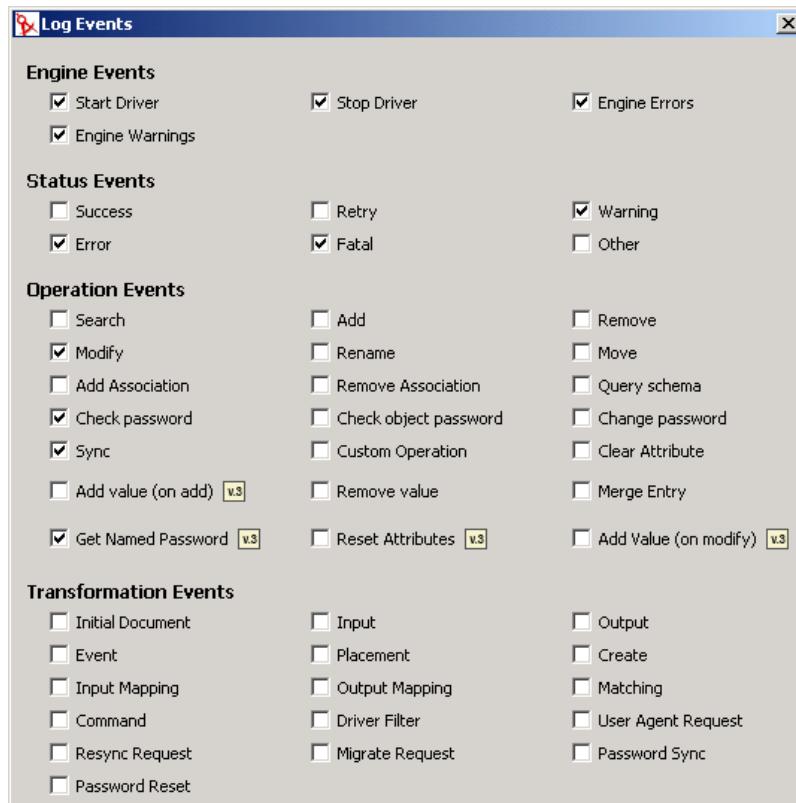 Log Events
Engine Events
Start Driver Stop Driver Engine Errors
Engine Warnings
Status Events
Success Retry Warning
Error Fatal Other
Operation Events
Search Add Remove
Modify Rename Move
Add Association Remove Association Query schema
Check password Check object password Change password
Sync Custom Operation Clear Attribute
Add value (on add) v.3 Remove value Merge Entry
Get Named Password v.3 Reset Attributes v.3 Add Value (on modify) v.3
Transformation Events
Initial Document Input Output
Event Placement Create
Input Mapping Output Mapping Matching
Command Driver Filter User Agent Request
Resync Request Migrate Request Password Sync
Password Reset